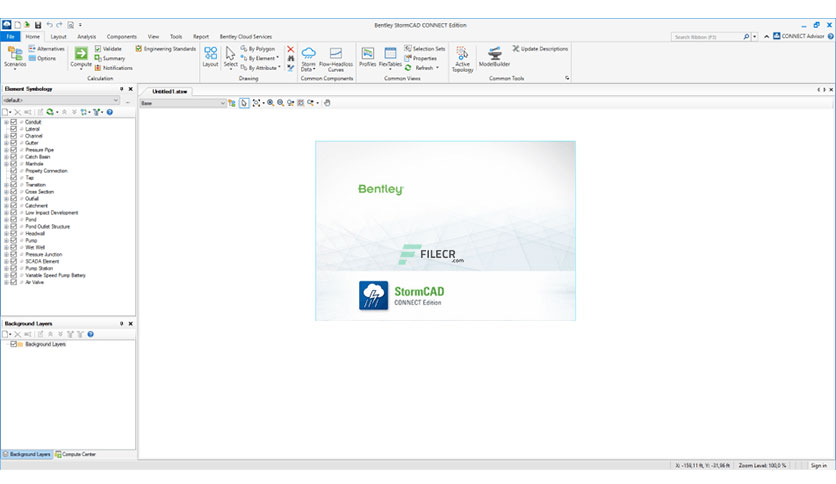 Bentley StormCAD CONNECT Edition
File Home Layout Analysis Components View Tools Report Bentley Cloud Services
Search Ribbon (F3) CONNECT Advisor
Scenarios Alternatives Options
Compute Validate Summary Notifications Engineering Standards
Calculation
Layout Select By Polygon By Element By Attribute
Drawing
Storm Data Flow-Headloss Curves
Common Components
Profiles FlexTables Selection Sets Properties Refresh
Common Views
Active Topology ModelBuilder Update Descriptions
Common Tools
Element Symbology
<default>
Untitled1.stsw
Base
Conduit
Lateral
Channel
Gutter
Pressure Pipe
Catch Basin
Manhole
Property Connection
Tap
Transition
Cross Section
Outfall
Catchment
Low Impact Development
Pond
Pond Outlet Structure
Headwall
Pump
Wet Well
Pressure Junction
SCADA Element
Pump Station
Variable Speed Pump Battery
Air Valve
Bentley
FILECR
.com
StormCAD
CONNECT Edition
Background Layers
Background Layers
Background Layers Compute Center
X: -159,11 ft, Y: -31,86 ft Zoom Level: 100,0 % Sign in